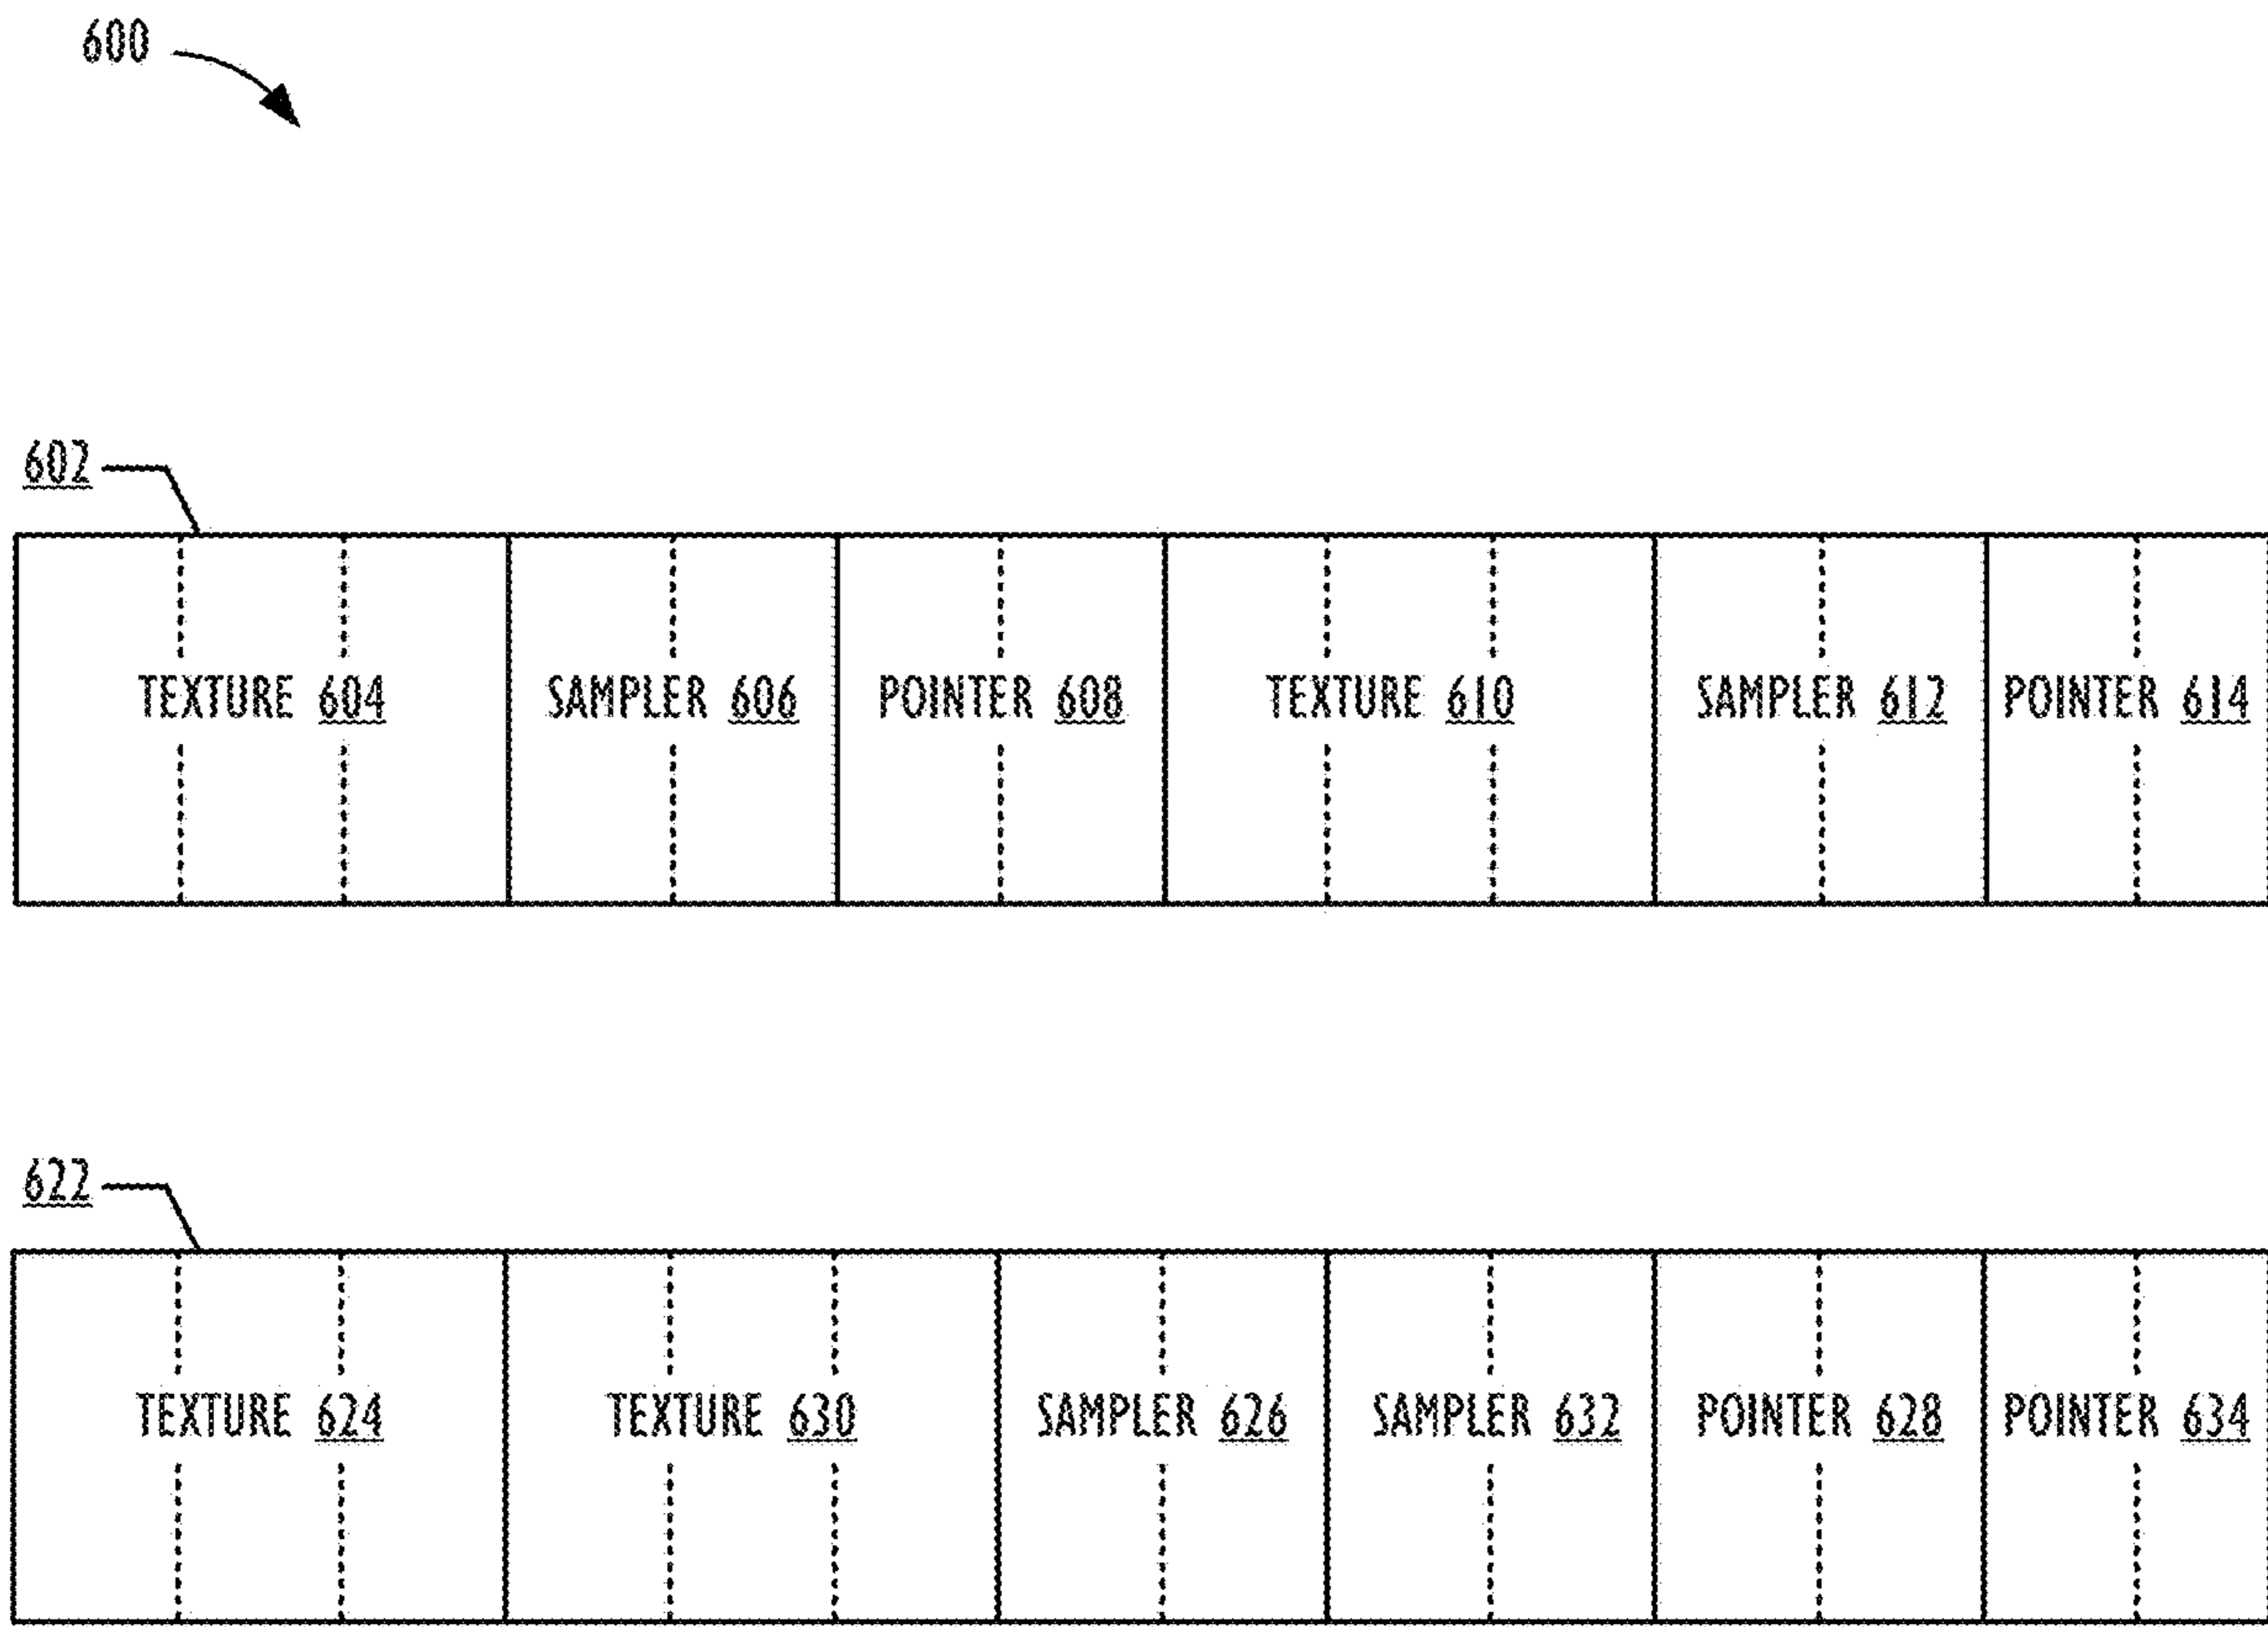 600
602
TEXTURE 604 SAMPLER 606 POINTER 608 TEXTURE 610 SAMPLER 612 POINTER 614
622
TEXTURE 624 TEXTURE 630 SAMPLER 626 SAMPLER 632 POINTER 628 POINTER 634